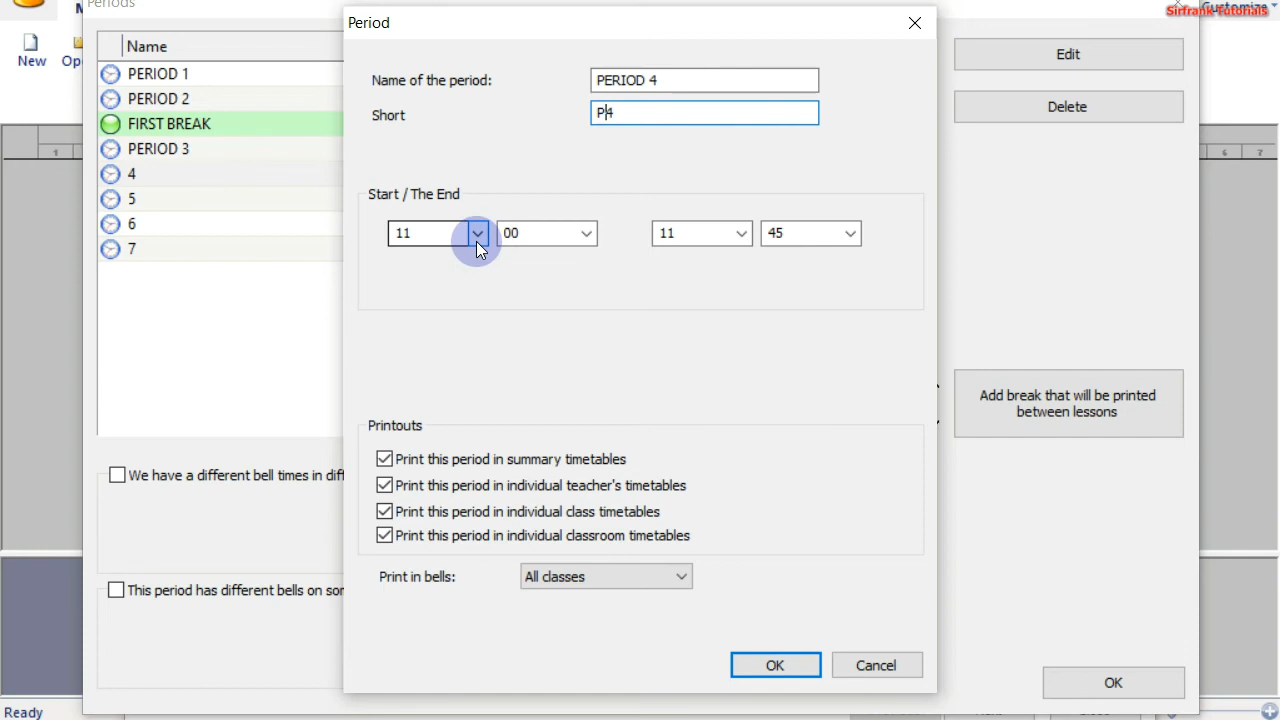 Periods
Period
Customize
Sirfrank Tutorials
New
Name
PERIOD 1
PERIOD 2
FIRST BREAK
PERIOD 3
4
5
6
7
Name of the period:
PERIOD 4
Short
P4
Start / The End
11
00
11
45
Edit
Delete
Add break that will be printed
between lessons
1
6
7
Printouts
Print this period in summary timetables
Print this period in individual teacher's timetables
Print this period in individual class timetables
Print this period in individual classroom timetables
Print in bells:
All classes
We have a different bell times in
This period has different bells on
OK
Cancel
OK
Ready